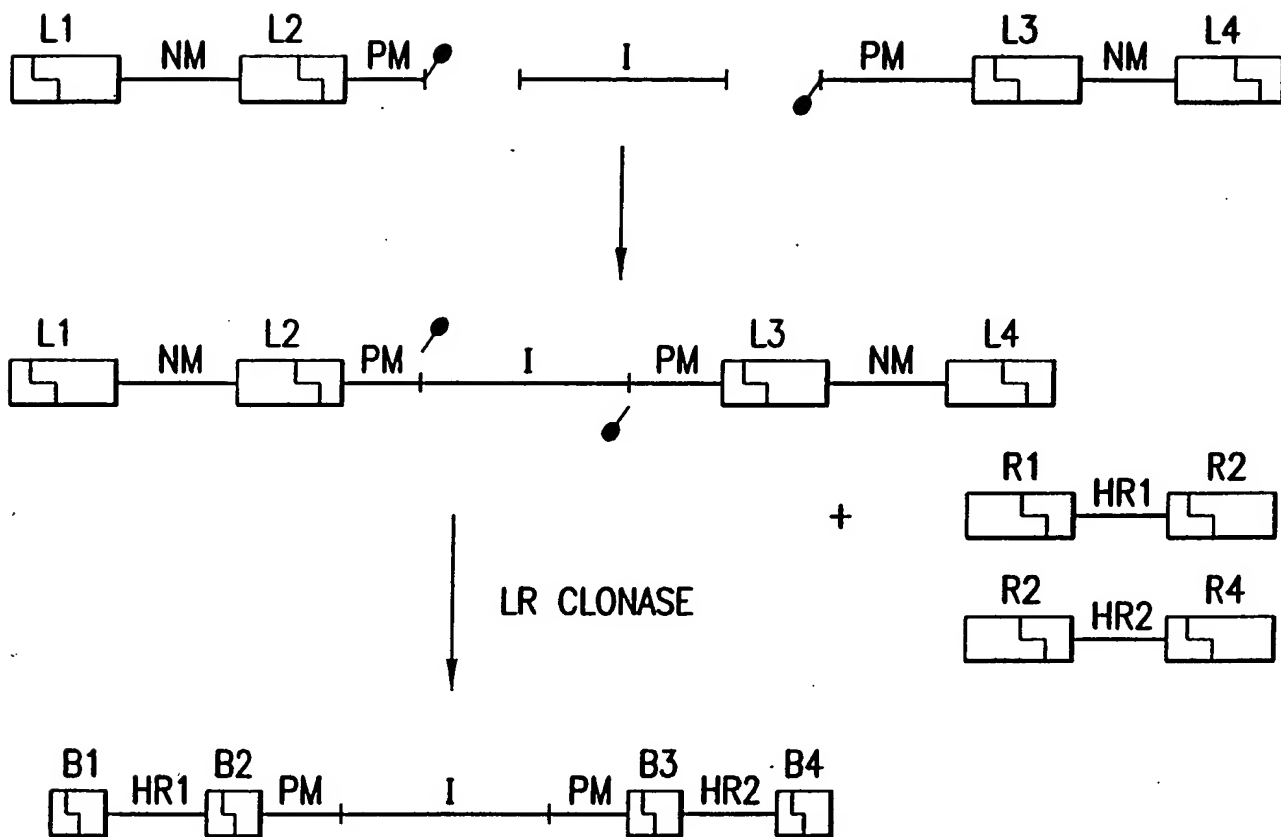 L1 NM L2 PM I PM L3 NM L4
L1 NM L2 PM I PM L3 NM L4
+ R1 HR1 R2
LR CLONASE
R2 HR2 R4
B1 HR1 B2 PM I PM B3 HR2 B4